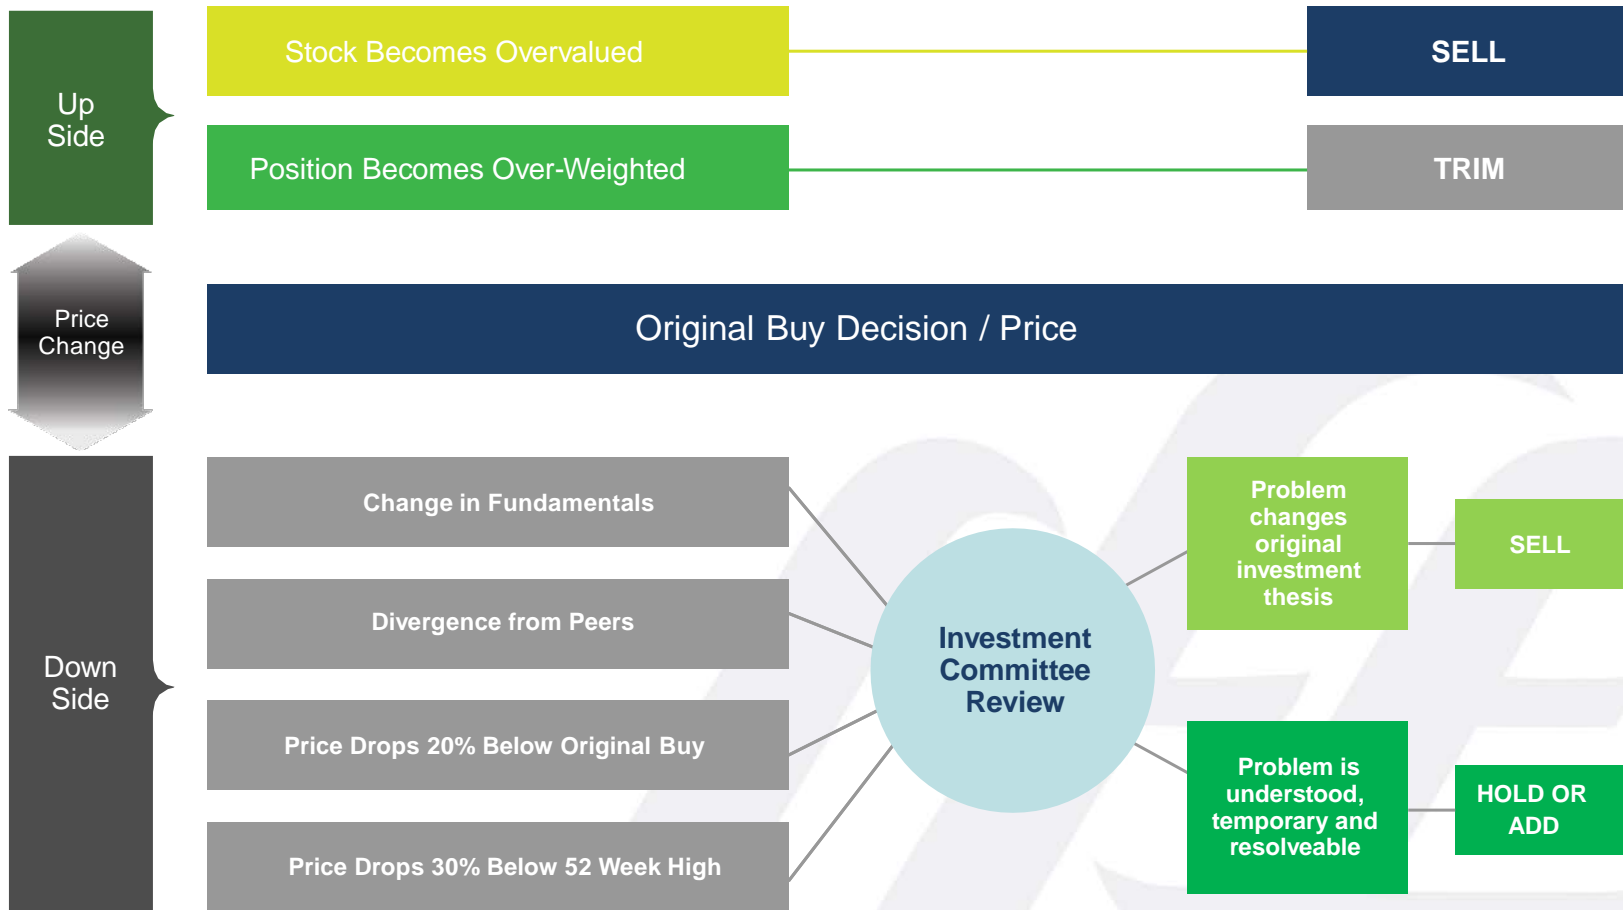 Up
Side
Stock Becomes Overvalued
SELL
Position Becomes Over-Weighted
TRIM
Price
Change
Original Buy Decision / Price
Down
Side
Change in Fundamentals
Divergence from Peers
Price Drops 20% Below Original Buy
Price Drops 30% Below 52 Week High
Investment
Committee
Review
Problem
changes
original
investment
thesis
SELL
Problem is
understood,
temporary and
resolveable
HOLD OR
ADD